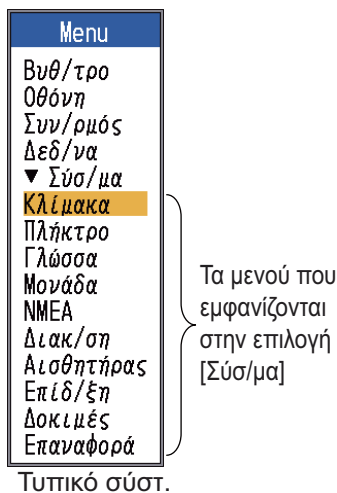 Menu
Βυθ/τρο
Οθόνη
Συν/ρμός
Δεδ/να
▼ Σύσ/μα
Κλίμακα
Πλήκτρο
Γλώσσα
Μονάδα
NMEA
Διακ/ση
Αισθητήρας
Επίδ/ξη
Δοκιμές
Επαναφορά
Τα μενού που
εμφανίζονται
στην επιλογή
[Σύσ/μα]
Τυπικό σύστ.